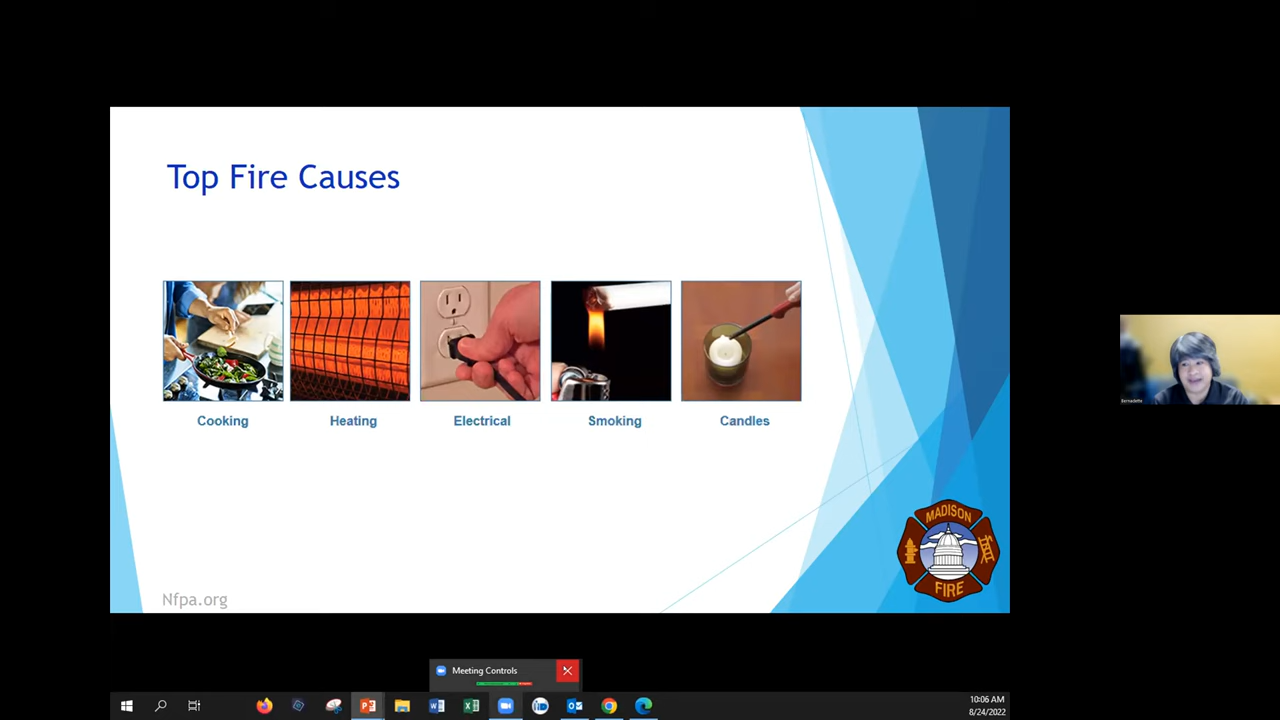 Top Fire Causes
Cooking
Heating
Electrical
Smoking
Candles
MADISON
FIRE
Nfpa.org
Bernadette
Meeting Controls
10:06 AM
8/24/2022